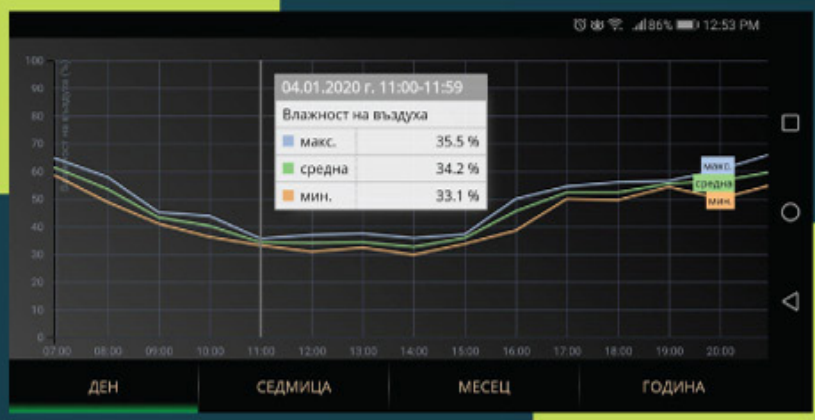 86% 12:53 PM
100
90
80
70
60
50
40
30
20
10
0
Влажност на въздуха (%)
04.01.2020 г. 11:00-11:59
Влажност на въздуха
макс. 35.5 %
средна 34.2 %
мин. 33.1 %
макс.
средна
мин.
07:00 08:00 09:00 10:00 11:00 12:00 13:00 14:00 15:00 16:00 17:00 18:00 19:00 20:00
ДЕН СЕДМИЦА МЕСЕЦ ГОДИНА